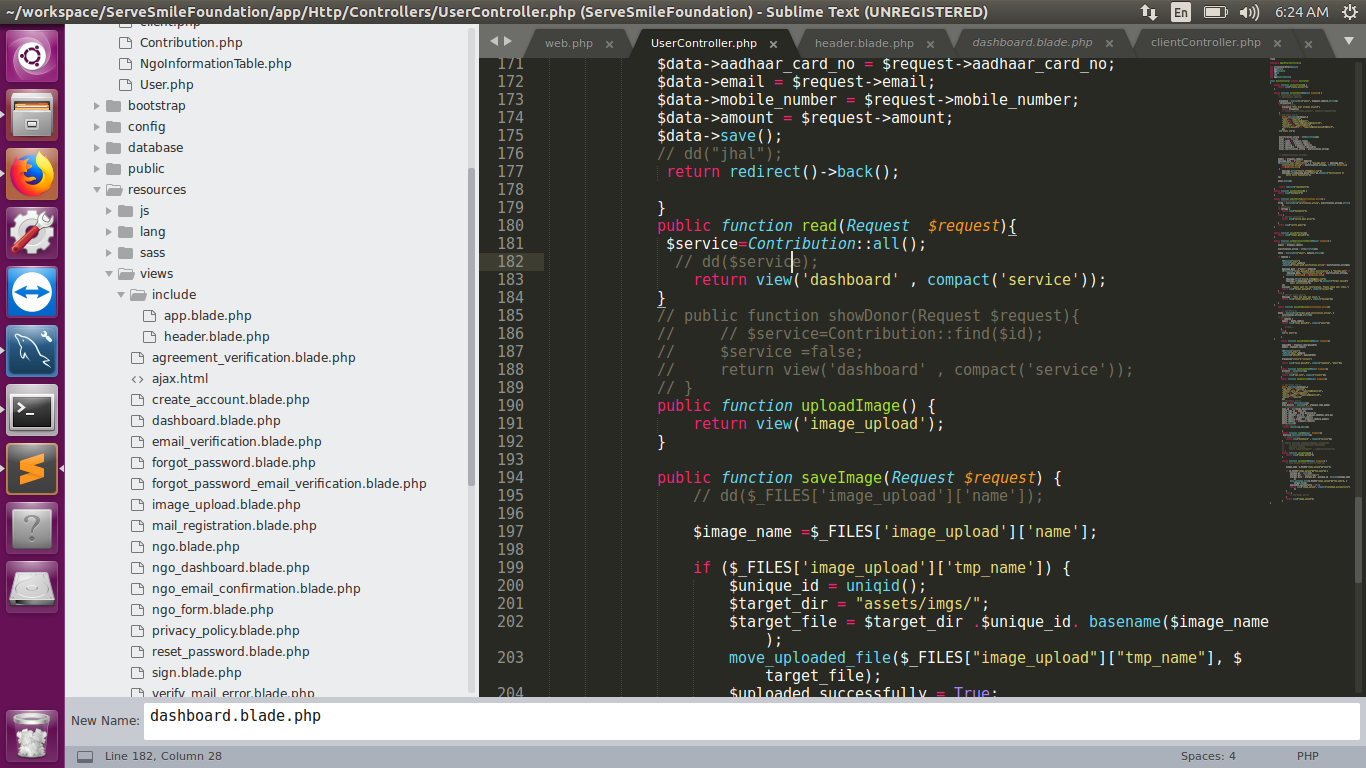 ~/workspace/ServeSmileFoundation/app/Http/Controllers/UserController.php (ServeSmileFoundation) - Sublime Text (UNREGISTERED)
En
6:24 AM
client.php
Contribution.php
NgoInformationTable.php
User.php
bootstrap
config
database
public
resources
js
lang
sass
views
include
app.blade.php
header.blade.php
agreement_verification.blade.php
<> ajax.html
create_account.blade.php
dashboard.blade.php
email_verification.blade.php
forgot_password.blade.php
forgot_password_email_verification.blade.php
image_upload.blade.php
mail_registration.blade.php
ngo.blade.php
ngo_dashboard.blade.php
ngo_email_confirmation.blade.php
ngo_form.blade.php
privacy_policy.blade.php
reset_password.blade.php
sign.blade.php
verify_mail_error.blade.php
web.php × UserController.php × header.blade.php × dashboard.blade.php × clientController.php × ×
171 $data->aadhaar_card_no = $request->aadhaar_card_no;
172 $data->email = $request->email;
173 $data->mobile_number = $request->mobile_number;
174 $data->amount = $request->amount;
175 $data->save();
176 // dd("jhal");
177 return redirect()->back();
178
179 }
180 public function read(Request  $request){
181 $service=Contribution::all();
182 // dd($service);
183 return view('dashboard' , compact('service'));
184 }
185 // public function showDonor(Request $request){
186 //     // $service=Contribution::find($id);
187 //     $service =false;
188 //     return view('dashboard' , compact('service'));
189 // }
190 public function uploadImage() {
191 return view('image_upload');
192 }
193
194 public function saveImage(Request $request) {
195 // dd($_FILES['image_upload']['name']);
196
197 $image_name =$_FILES['image_upload']['name'];
198
199 if ($_FILES['image_upload']['tmp_name']) {
200 $unique_id = uniqid();
201 $target_dir = "assets/imgs/";
202 $target_file = $target_dir .$unique_id. basename($image_name
);
203 move_uploaded_file($_FILES["image_upload"]["tmp_name"], $
target_file);
204 $uploaded_successfully = True;
New Name: dashboard.blade.php
Line 182, Column 28
Spaces: 4
PHP